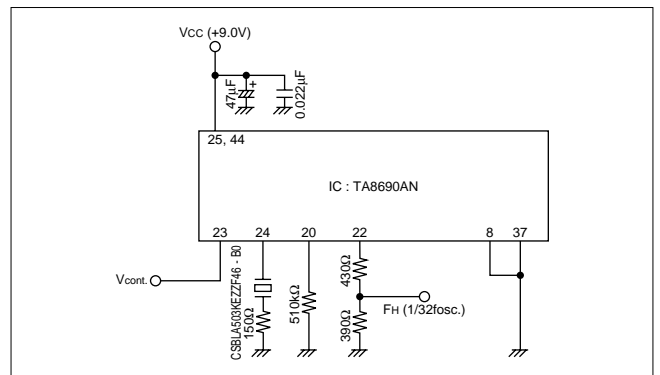 VCC (+9.0V)
47μF
+
0.022μF
25, 44
IC : TA8690AN
23
24
20
22
8
37
Vcont.
CSBLA503KEZZF46 - B0
150Ω
510kΩ
430Ω
390Ω
FH (1/32fosc.)